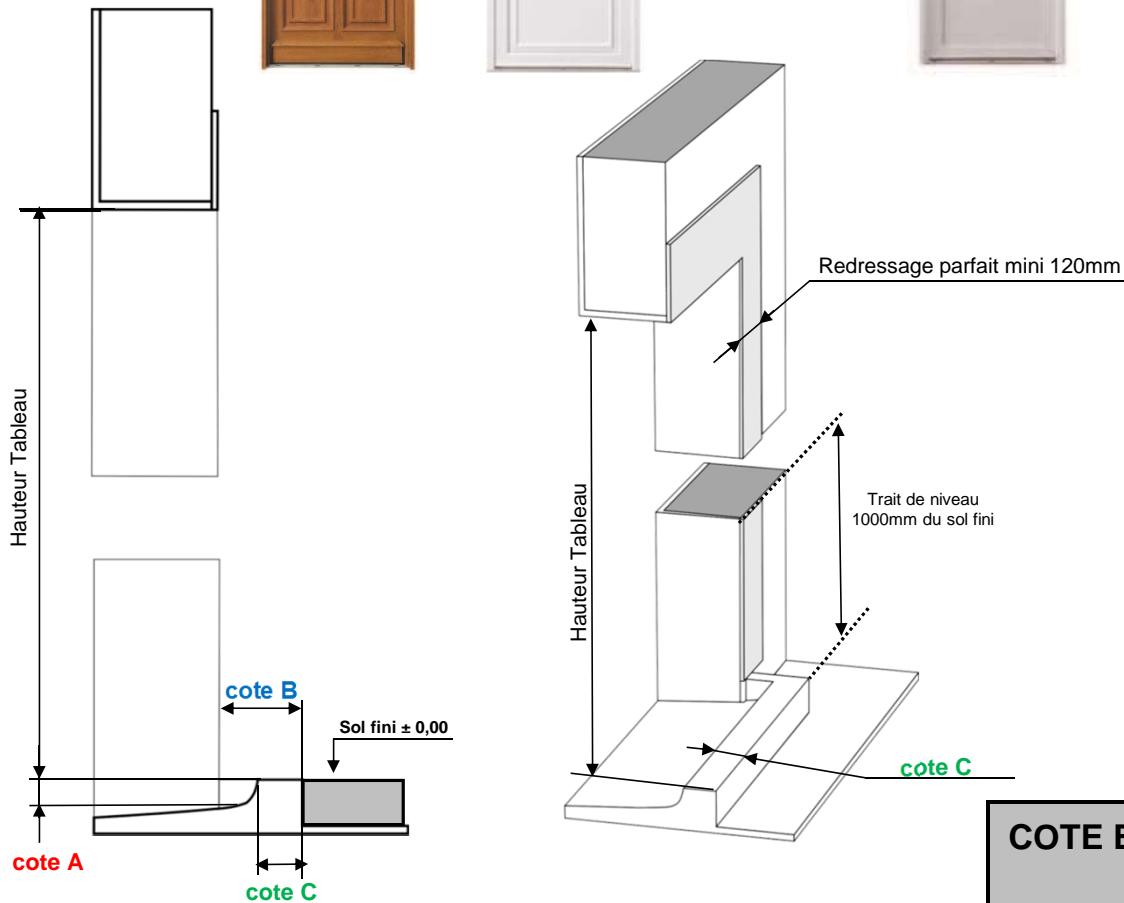 Redressage parfait mini 120mm
Hauteur Tableau
Hauteur Tableau
Trait de niveau
1000mm du sol fini
cote B
Sol fini ± 0,00
cote C
cote A
cote C
COTE E